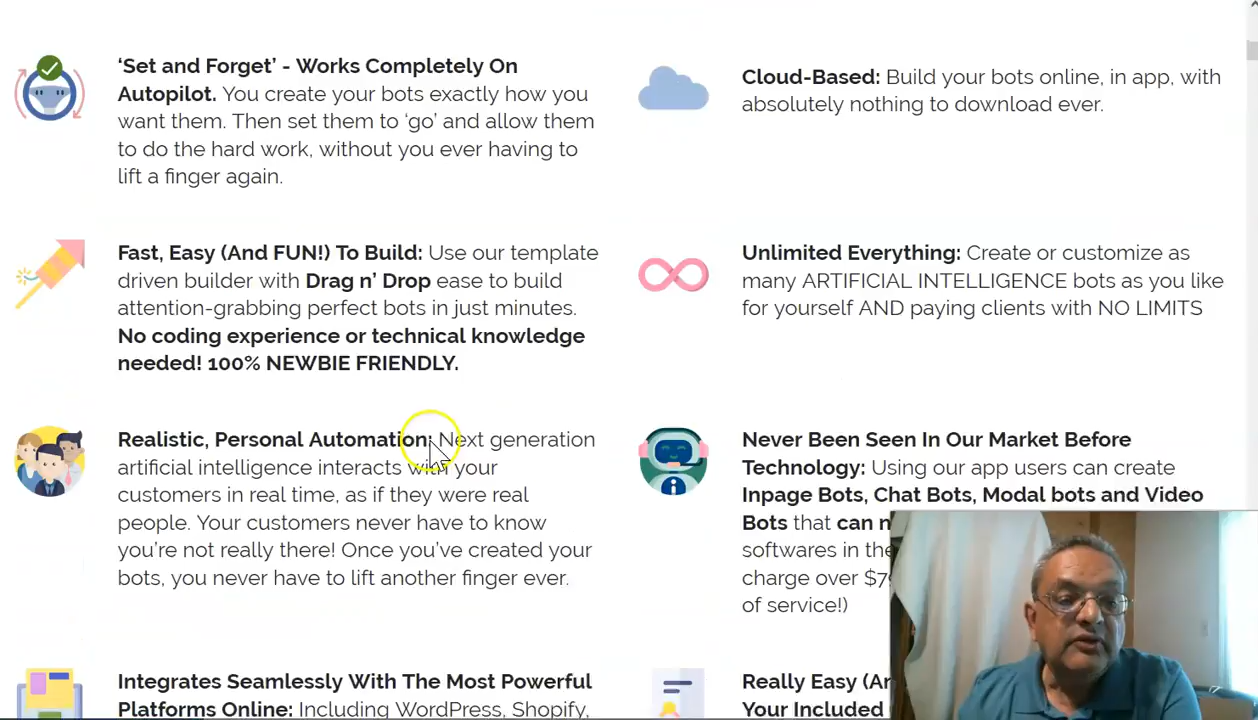 ‘Set and Forget’ - Works Completely On
Autopilot. You create your bots exactly how you
want them. Then set them to ‘go’ and allow them
to do the hard work, without you ever having to
lift a finger again.
Cloud-Based: Build your bots online, in app, with
absolutely nothing to download ever.
Fast, Easy (And FUN!) To Build: Use our template
driven builder with Drag n’ Drop ease to build
attention-grabbing perfect bots in just minutes.
No coding experience or technical knowledge
needed! 100% NEWBIE FRIENDLY.
Unlimited Everything: Create or customize as
many ARTIFICIAL INTELLIGENCE bots as you like
for yourself AND paying clients with NO LIMITS
Realistic, Personal Automation: Next generation
artificial intelligence interacts with your
customers in real time, as if they were real
people. Your customers never have to know
you’re not really there! Once you’ve created your
bots, you never have to lift another finger ever.
Never Been Seen In Our Market Before
Technology: Using our app users can create
Inpage Bots, Chat Bots, Modal bots and Video
Bots that can
softwares in the
charge over
of service!)
Integrates Seamlessly With The Most Powerful
Platforms Online: Including WordPress, Shopify,
Really Easy
Your Included